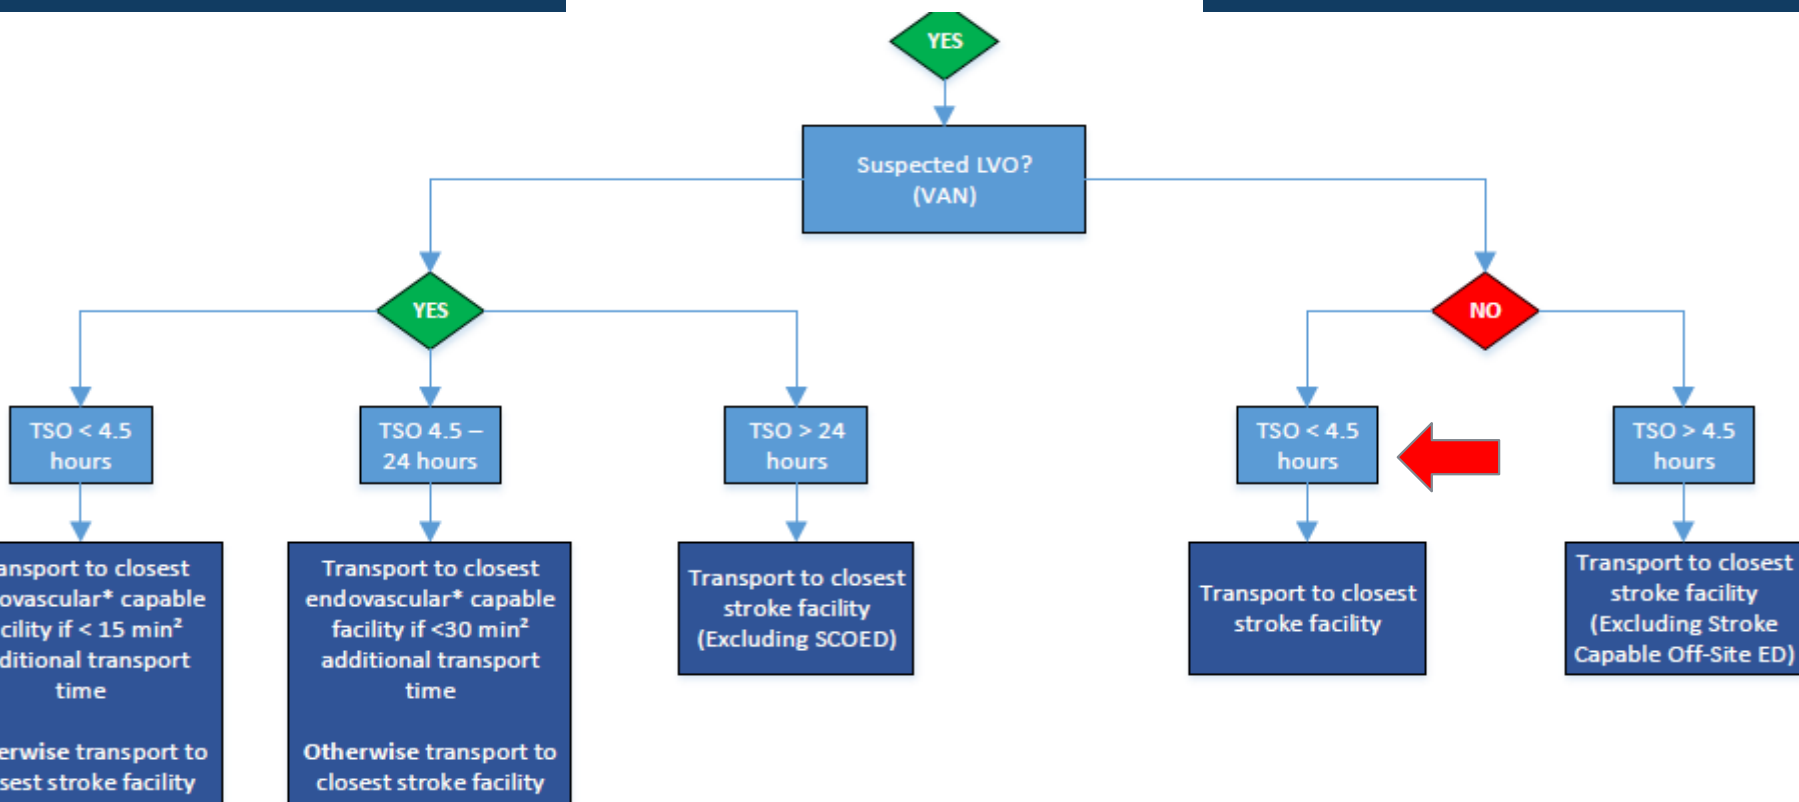 YES
Suspected LVO?
(VAN)
YES
NO
TSO < 4.5
hours
TSO 4.5 –
24 hours
TSO > 24
hours
TSO < 4.5
hours
TSO > 4.5
hours
ansport to closest
ovascular* capable
cility if < 15 min²
ditional transport
time
erwise transport to
sest stroke facility
Transport to closest
endovascular* capable
facility if <30 min²
additional transport
time
Otherwise transport to
closest stroke facility
Transport to closest
stroke facility
(Excluding SCOED)
Transport to closest
stroke facility
Transport to closest
stroke facility
(Excluding Stroke
Capable Off-Site ED)